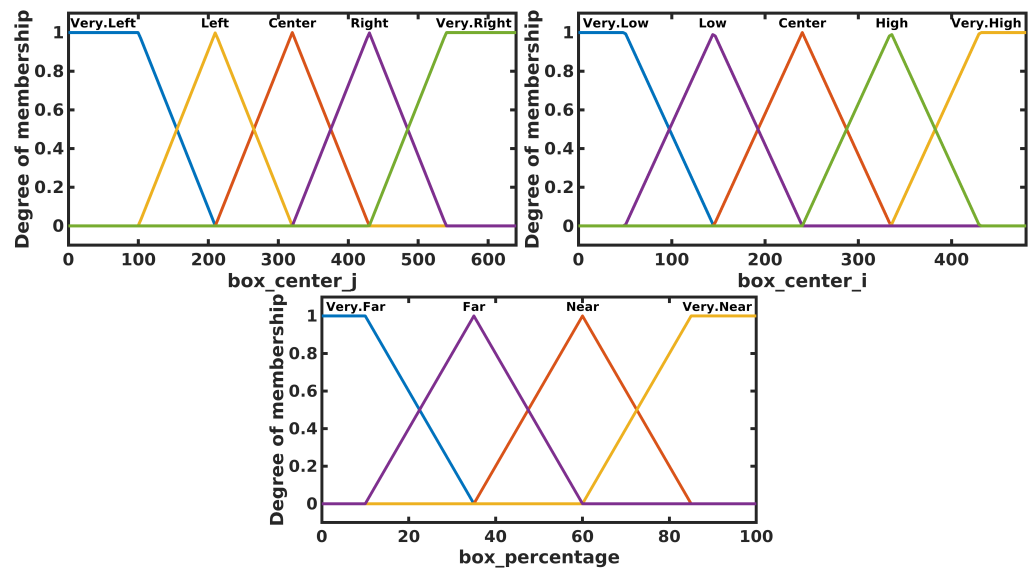 Very.Left Left Center Right Very.Right
Degree of membership
1
0.8
0.6
0.4
0.2
0
0 100 200 300 400 500 600
box_center_j
Very.Low Low Center High Very.High
Degree of membership
1
0.8
0.6
0.4
0.2
0
0 100 200 300 400
box_center_i
Very.Far Far Near Very.Near
Degree of membership
1
0.8
0.6
0.4
0.2
0
0 20 40 60 80 100
box_percentage